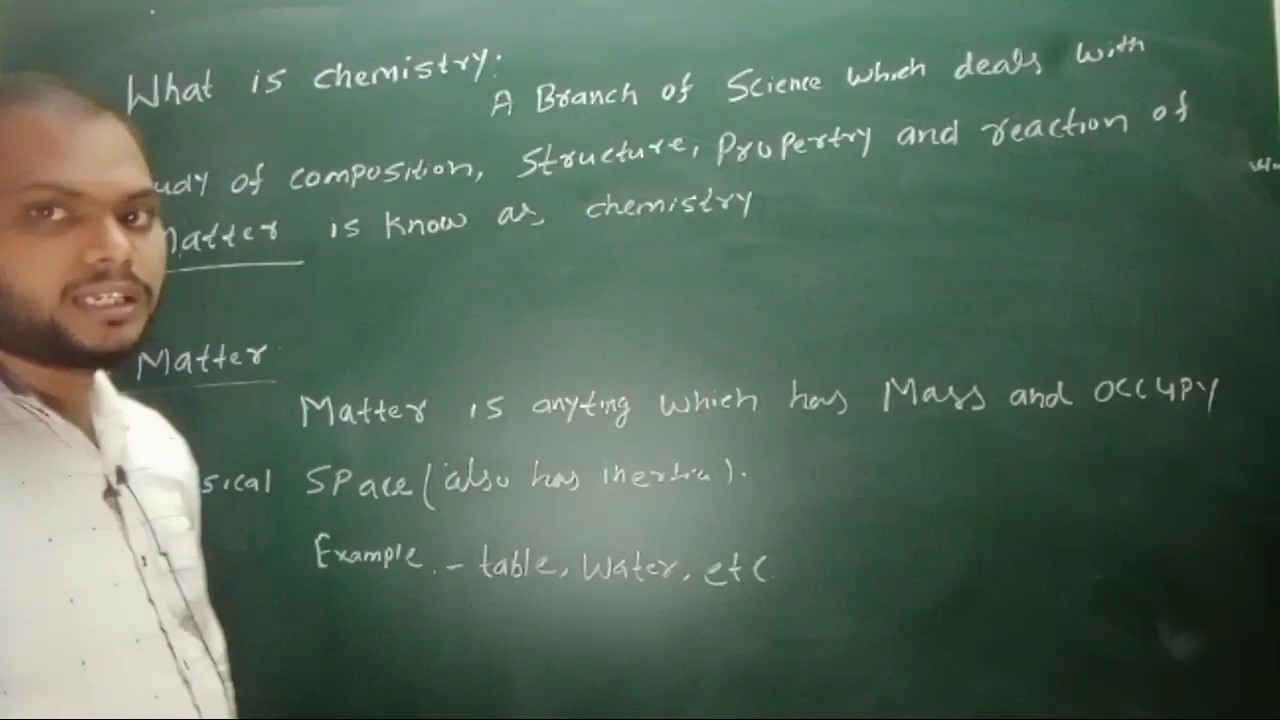 What is chemistry.
A Branch of Science which deals with
udy of composition, Structure, Propertry and reaction of
Matter is know as chemistry
Matter
Matter is anyting which has Mass and occupy
sical space (also has inertia).
Example.- table, Water, etc